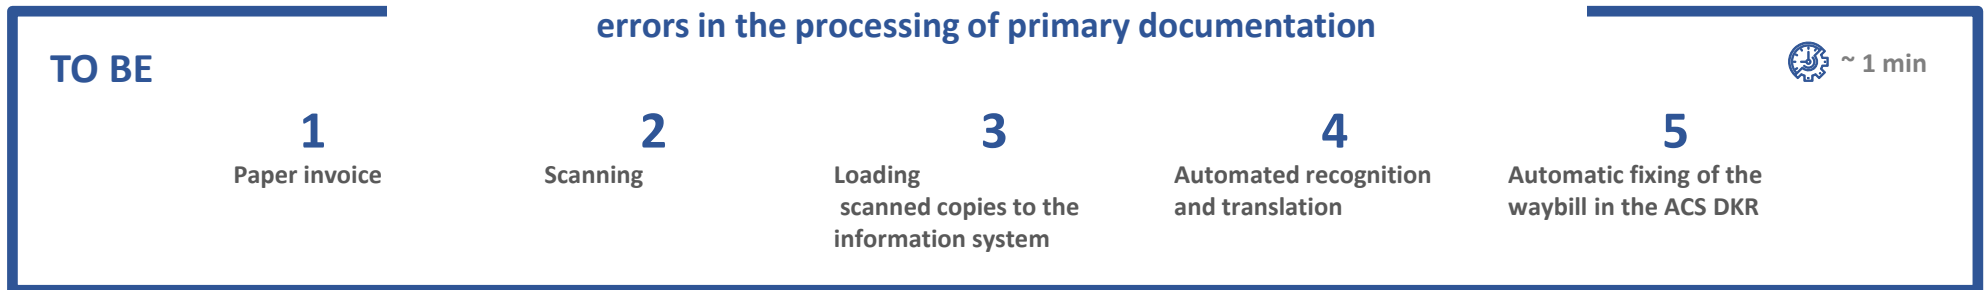 errors in the processing of primary documentation
TO BE
~ 1 min
1
Paper invoice
2
Scanning
3
Loading
scanned copies to the
information system
4
Automated recognition
and translation
5
Automatic fixing of the
waybill in the ACS DKR